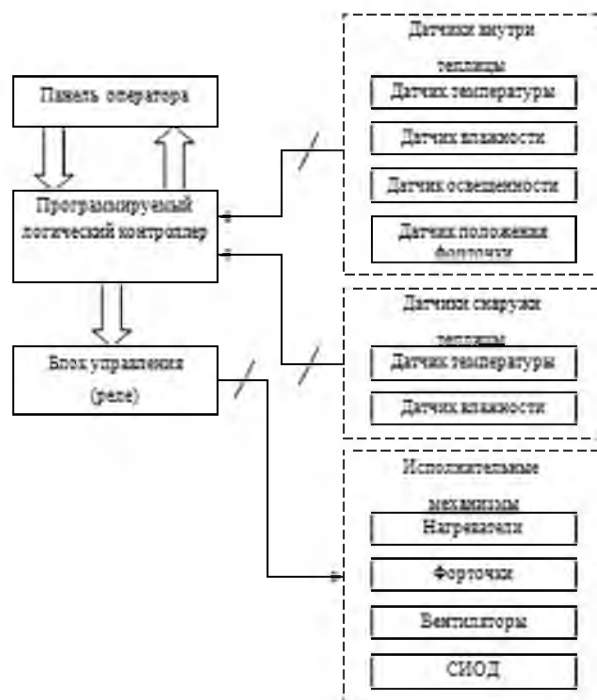 Датчики внутри
теплицы
Датчик температуры
Датчик влажности
Датчик освещенности
Датчик положения
форточки
Панель оператора
Программируемый
логический контроллер
Блок управления
(реле)
Датчики снаружи
теплицы
Датчик температуры
Датчик влажности
Исполнительные
механизмы
Нагреватели
Форточки
Вентиляторы
СИОД